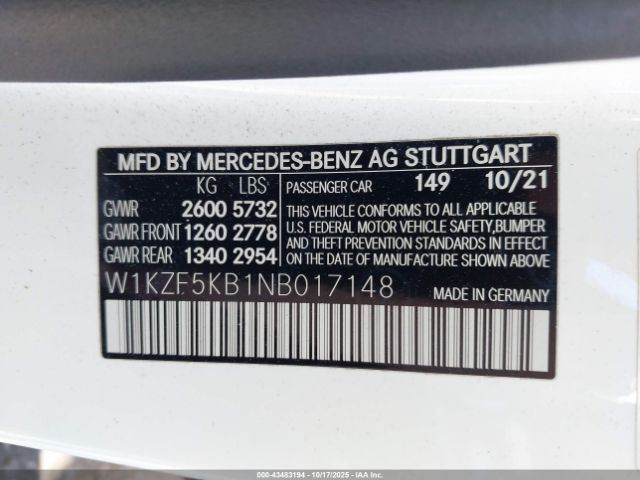 MFD BY MERCEDES-BENZ AG STUTTGART
KG LBS
GVWR 2600 5732
GAWR FRONT 1260 2778
GAWR REAR 1340 2954
PASSENGER CAR 149 10/21
THIS VEHICLE CONFORMS TO ALL APPLICABLE
U.S. FEDERAL MOTOR VEHICLE SAFETY,BUMPER
AND THEFT PREVENTION STANDARDS IN EFFECT
ON THE DATE OF MANUFACTURE SHOWN ABOVE.
W1KZF5KB1NB017148 MADE IN GERMANY
000-43483194 - 10/17/2025 - IAA Inc.